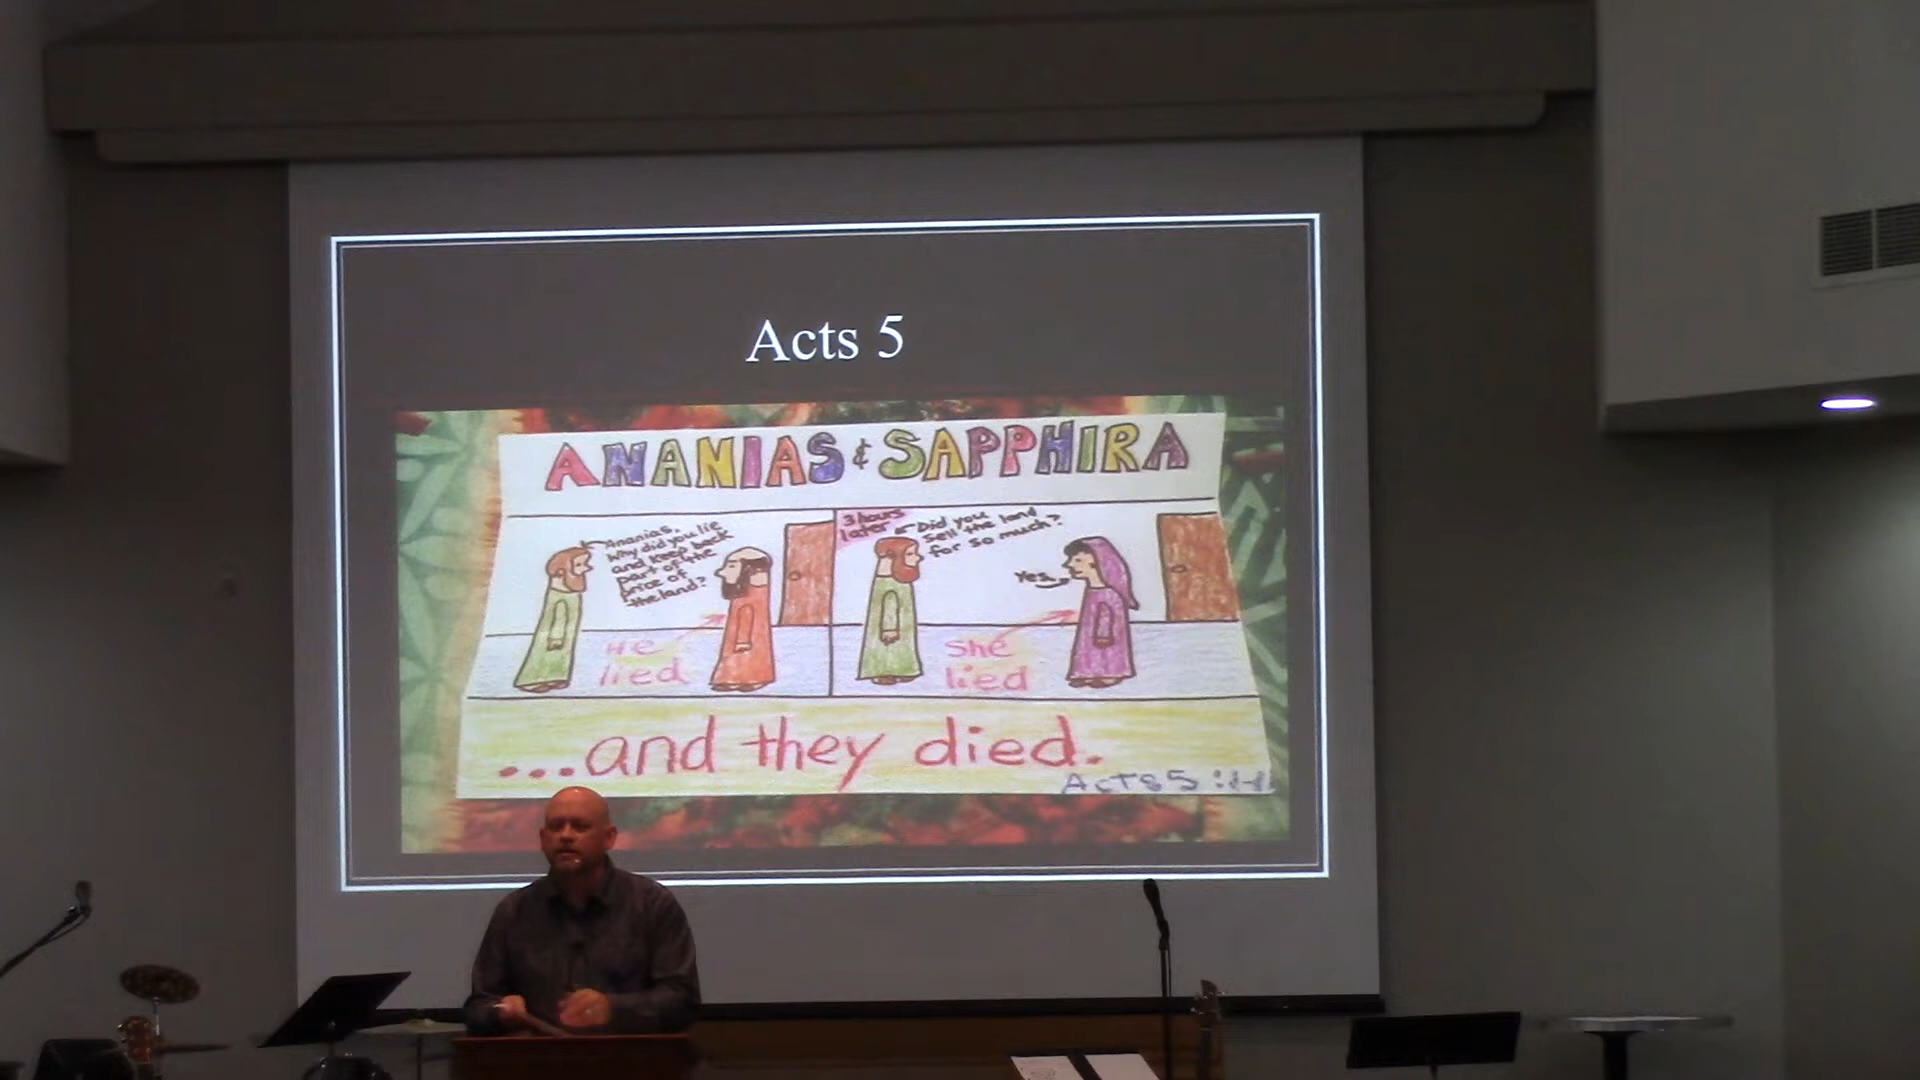 Acts 5
ANANIAS & SAPPHIRA
Ananias,
Why did you lie
and keep back
part of the
price of
the land?
He
lied
3 hours
later
Did you
sell the land
for so much?
Yes.
She
lied
...and they died.
Acts 5:1-11